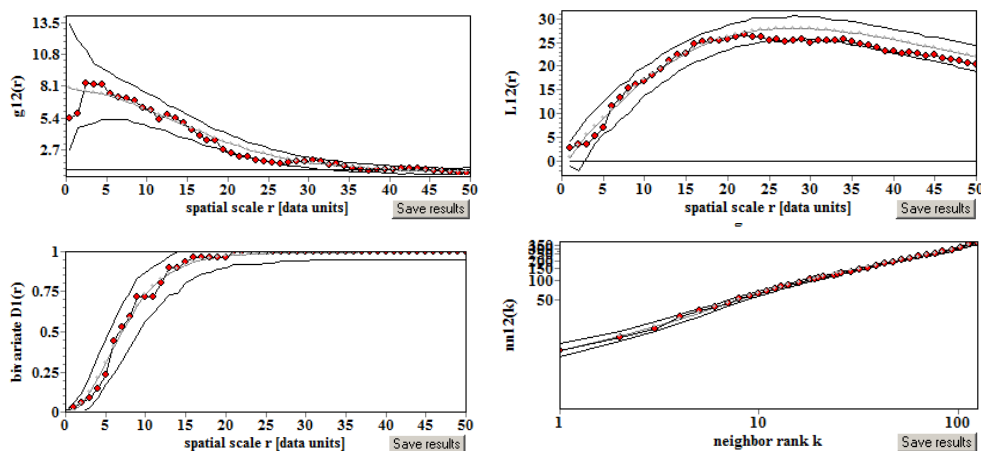 g12(r)
13.5
10.8
8.1
5.4
2.7
0 5 10 15 20 25 30 35 40 45 50
spatial scale r [data units]
Save results
L12(r)
30
25
20
15
10
5
0
0 5 10 15 20 25 30 35 40 45 50
spatial scale r [data units]
Save results
bivariate D1(r)
1
0.75
0.5
0.25
0
0 5 10 15 20 25 30 35 40 45 50
spatial scale r [data units]
Save results
nn12(k)
350
200
150
100
50
1 10 100
neighbor rank k
Save results